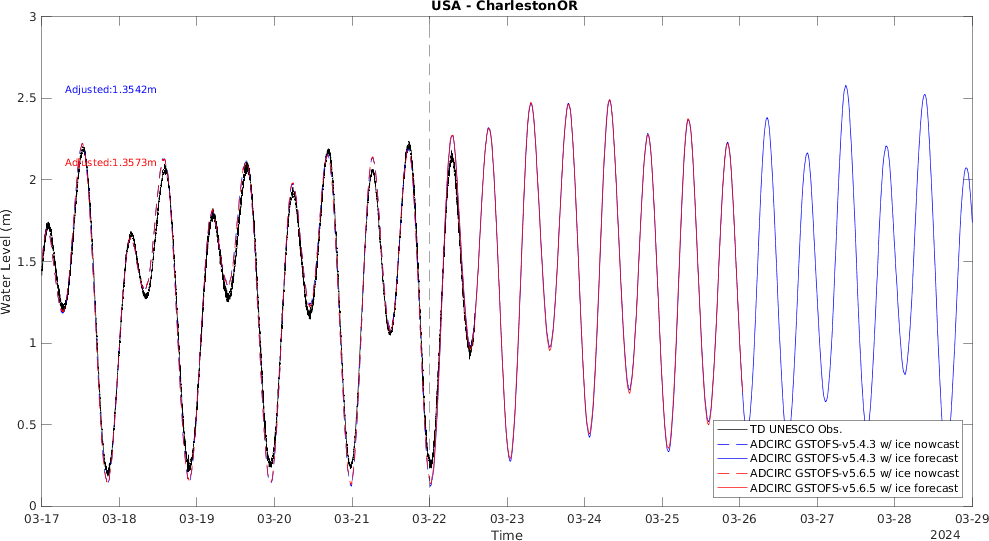 USA - CharlestonOR
3
2.5
2
1.5
1
0.5
0
Water Level (m)
Adjusted:1.3542m
Adjusted:1.3573m
TD UNESCO Obs.
ADCIRC GSTOFS-v5.4.3 w/ ice nowcast
ADCIRC GSTOFS-v5.4.3 w/ ice forecast
ADCIRC GSTOFS-v5.6.5 w/ ice nowcast
ADCIRC GSTOFS-v5.6.5 w/ ice forecast
03-17 03-18 03-19 03-20 03-21 03-22 03-23 03-24 03-25 03-26 03-27 03-28 03-29
Time
2024